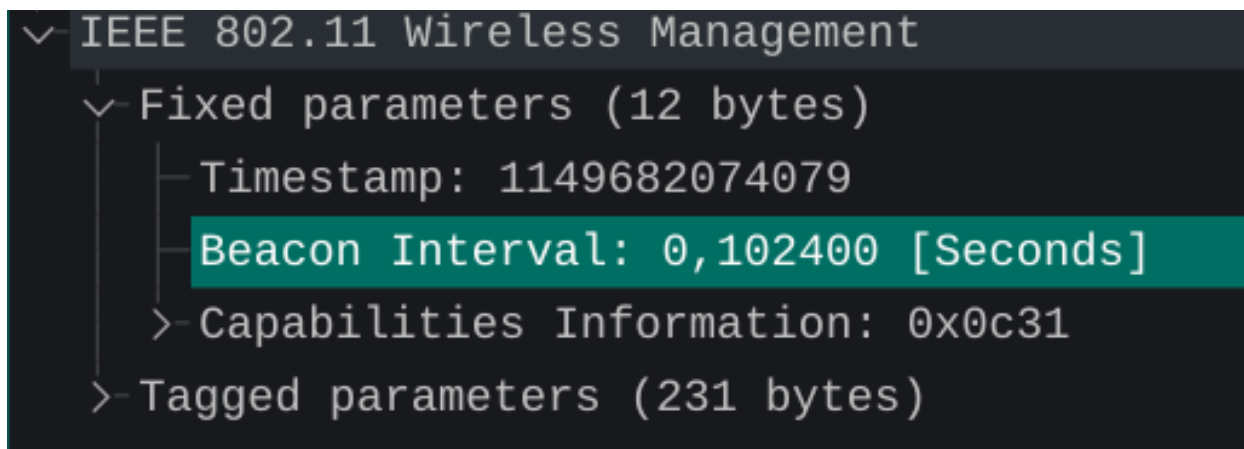 IEEE 802.11 Wireless Management
Fixed parameters (12 bytes)
Timestamp: 1149682074079
Beacon Interval: 0,102400 [Seconds]
Capabilities Information: 0x0c31
Tagged parameters (231 bytes)